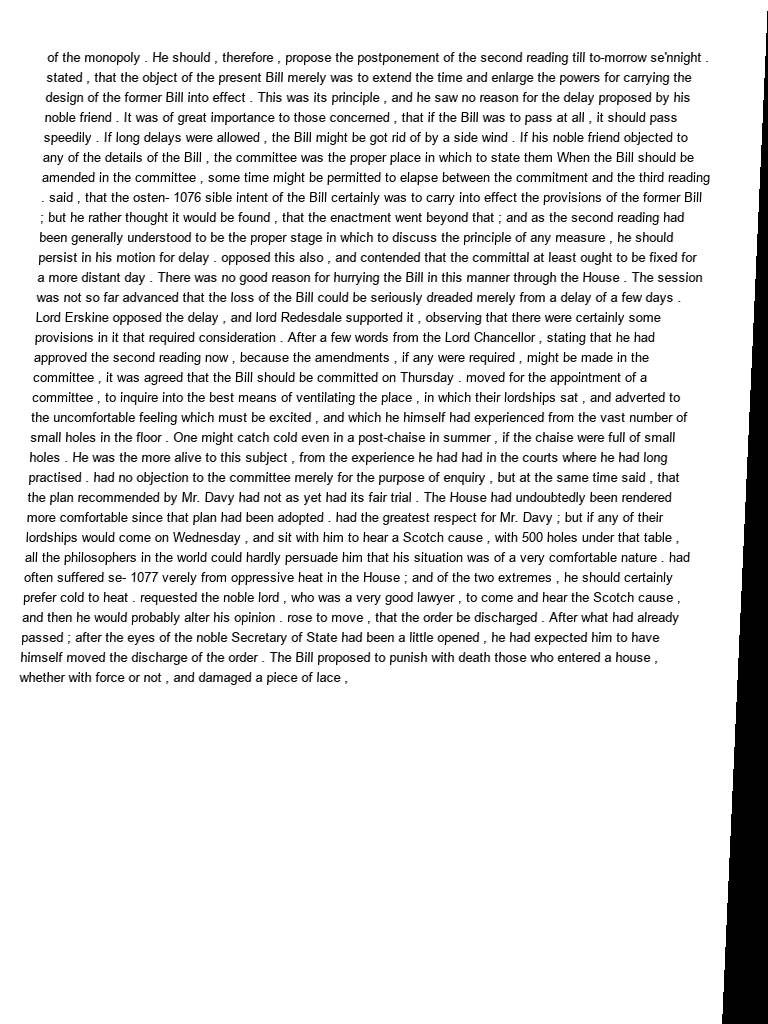 of the monopoly . He should , therefore , propose the postponement of the second reading till to-morrow se'nnight .
stated , that the object of the present Bill merely was to extend the time and enlarge the powers for carrying the
design of the former Bill into effect . This was its principle , and he saw no reason for the delay proposed by his
noble friend . It was of great importance to those concerned , that if the Bill was to pass at all , it should pass
speedily . If long delays were allowed , the Bill might be got rid of by a side wind . If his noble friend objected to
any of the details of the Bill , the committee was the proper place in which to state them When the Bill should be
amended in the committee , some time might be permitted to elapse between the commitment and the third reading
. said , that the osten- 1076 sible intent of the Bill certainly was to carry into effect the provisions of the former Bill
; but he rather thought it would be found , that the enactment went beyond that ; and as the second reading had
been generally understood to be the proper stage in which to discuss the principle of any measure , he should
persist in his motion for delay . opposed this also , and contended that the committal at least ought to be fixed for
a more distant day . There was no good reason for hurrying the Bill in this manner through the House . The session
was not so far advanced that the loss of the Bill could be seriously dreaded merely from a delay of a few days .
Lord Erskine opposed the delay , and lord Redesdale supported it , observing that there were certainly some
provisions in it that required consideration . After a few words from the Lord Chancellor , stating that he had
approved the second reading now , because the amendments , if any were required , might be made in the
committee , it was agreed that the Bill should be committed on Thursday . moved for the appointment of a
committee , to inquire into the best means of ventilating the place , in which their lordships sat , and adverted to
the uncomfortable feeling which must be excited , and which he himself had experienced from the vast number of
small holes in the floor . One might catch cold even in a post-chaise in summer , if the chaise were full of small
holes . He was the more alive to this subject , from the experience he had had in the courts where he had long
practised . had no objection to the committee merely for the purpose of enquiry , but at the same time said , that
the plan recommended by Mr. Davy had not as yet had its fair trial . The House had undoubtedly been rendered
more comfortable since that plan had been adopted . had the greatest respect for Mr. Davy ; but if any of their
lordships would come on Wednesday , and sit with him to hear a Scotch cause , with 500 holes under that table ,
all the philosophers in the world could hardly persuade him that his situation was of a very comfortable nature . had
often suffered se- 1077 verely from oppressive heat in the House ; and of the two extremes , he should certainly
prefer cold to heat . requested the noble lord , who was a very good lawyer , to come and hear the Scotch cause ,
and then he would probably alter his opinion . rose to move , that the order be discharged . After what had already
passed ; after the eyes of the noble Secretary of State had been a little opened , he had expected him to have
himself moved the discharge of the order . The Bill proposed to punish with death those who entered a house ,
whether with force or not , and damaged a piece of lace ,